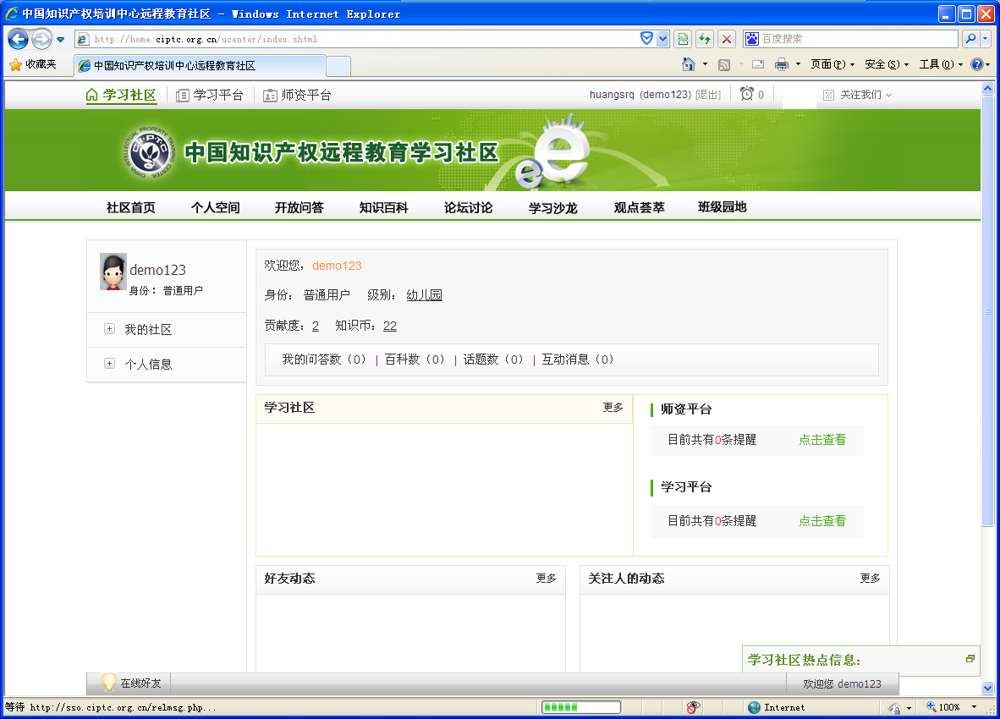 中国知识产权培训中心远程教育社区 - Windows Internet Explorer
http://home.ciptc.org.cn/ucenter/index.shtml
百度搜索
收藏夹
中国知识产权培训中心远程教育社区
页面(P)
安全(S)
工具(O)
学习社区
学习平台
师资平台
huangsrq (demo123) [退出]
0
关注我们
CIPTC
INTELLECTUAL PROPERTY TRAINING CENTER CHINA
中国知识产权远程教育学习社区
社区首页 个人空间 开放问答 知识百科 论坛讨论 学习沙龙 观点荟萃 班级园地
demo123
身份： 普通用户
我的社区
个人信息
欢迎您，demo123
身份： 普通用户 级别： 幼儿园
贡献度：2 知识币：22
我的问答数（0） | 百科数（0） | 话题数（0） | 互动消息（0）
学习社区 更多
师资平台
目前共有0条提醒 点击查看
学习平台
目前共有0条提醒 点击查看
好友动态 更多
关注人的动态 更多
学习社区热点信息:
在线好友
欢迎您 demo123
等待 http://sso.ciptc.org.cn/relmsg.php...
Internet
100%